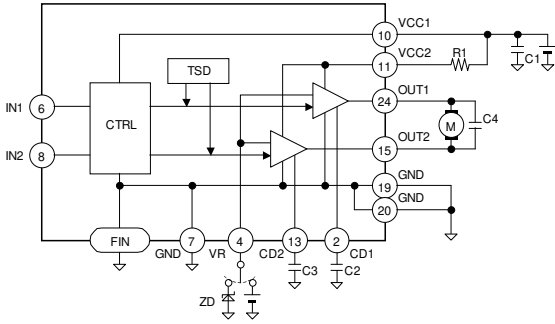 VCC1
10
C1
VCC2
R1
11
TSD
OUT1
24
IN1
6
CTRL
M
C4
OUT2
IN2
8
15
GND
19
GND
20
FIN
7
4
13
2
GND
VR
CD2
CD1
C3
C2
ZD